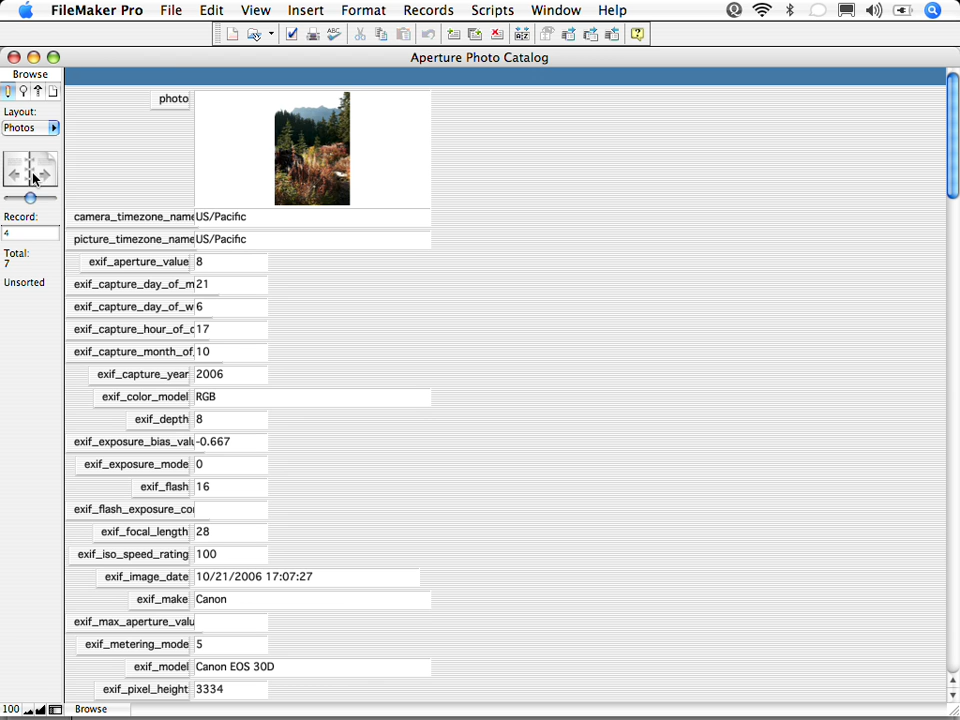 FileMaker Pro File Edit View Insert Format Records Scripts Window Help
Aperture Photo Catalog
Browse
Layout:
Photos
Record:
4
Total:
7
Unsorted
photo
camera_timezone_name US/Pacific
picture_timezone_name US/Pacific
exif_aperture_value 8
exif_capture_day_of_m 21
exif_capture_day_of_w 6
exif_capture_hour_of_c 17
exif_capture_month_of 10
exif_capture_year 2006
exif_color_model RGB
exif_depth 8
exif_exposure_bias_valu -0.667
exif_exposure_mode 0
exif_flash 16
exif_flash_exposure_co
exif_focal_length 28
exif_iso_speed_rating 100
exif_image_date 10/21/2006 17:07:27
exif_make Canon
exif_max_aperture_valu
exif_metering_mode 5
exif_model Canon EOS 30D
exif_pixel_height 3334
100 Browse